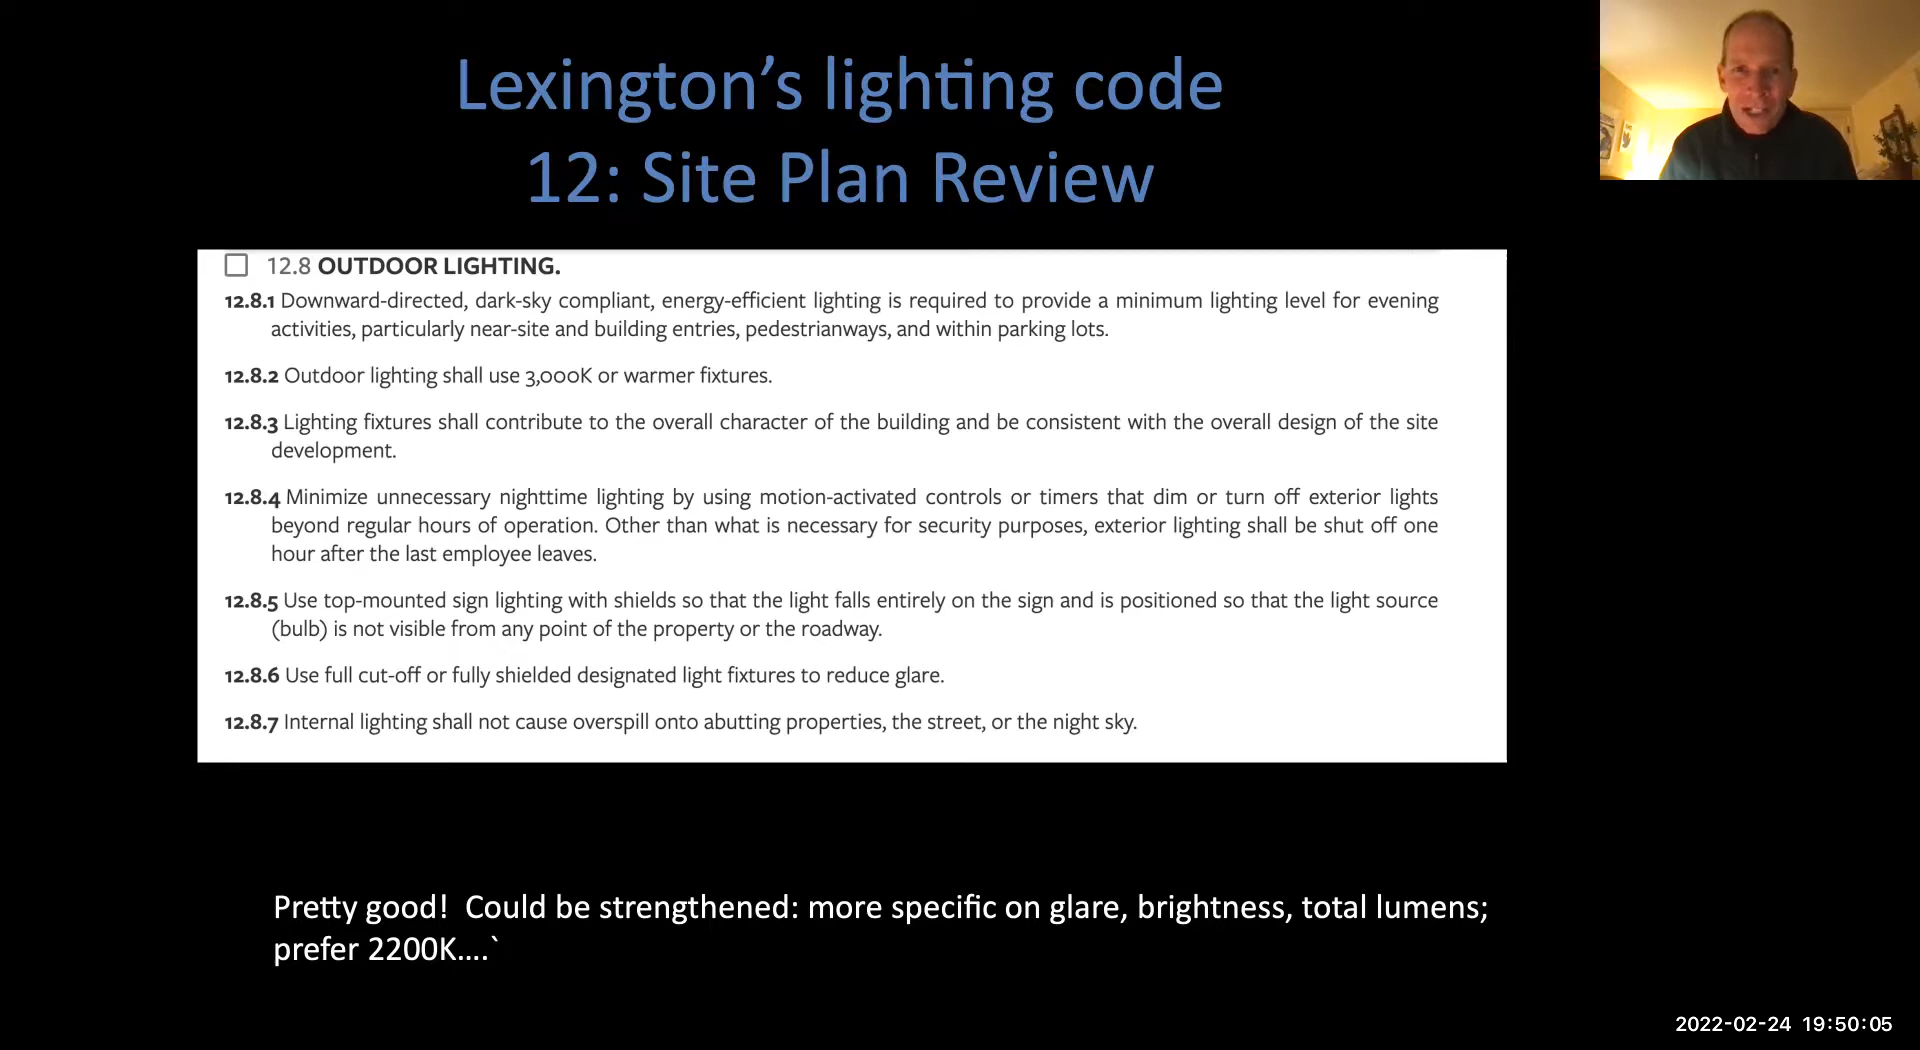 Lexington’s lighting code
12: Site Plan Review
12.8 OUTDOOR LIGHTING.
12.8.1 Downward-directed, dark-sky compliant, energy-efficient lighting is required to provide a minimum lighting level for evening
activities, particularly near-site and building entries, pedestrianways, and within parking lots.
12.8.2 Outdoor lighting shall use 3,000K or warmer fixtures.
12.8.3 Lighting fixtures shall contribute to the overall character of the building and be consistent with the overall design of the site
development.
12.8.4 Minimize unnecessary nighttime lighting by using motion-activated controls or timers that dim or turn off exterior lights
beyond regular hours of operation. Other than what is necessary for security purposes, exterior lighting shall be shut off one
hour after the last employee leaves.
12.8.5 Use top-mounted sign lighting with shields so that the light falls entirely on the sign and is positioned so that the light source
(bulb) is not visible from any point of the property or the roadway.
12.8.6 Use full cut-off or fully shielded designated light fixtures to reduce glare.
12.8.7 Internal lighting shall not cause overspill onto abutting properties, the street, or the night sky.
Pretty good!  Could be strengthened: more specific on glare, brightness, total lumens;
prefer 2200K....`
2022-02-24 19:50:05